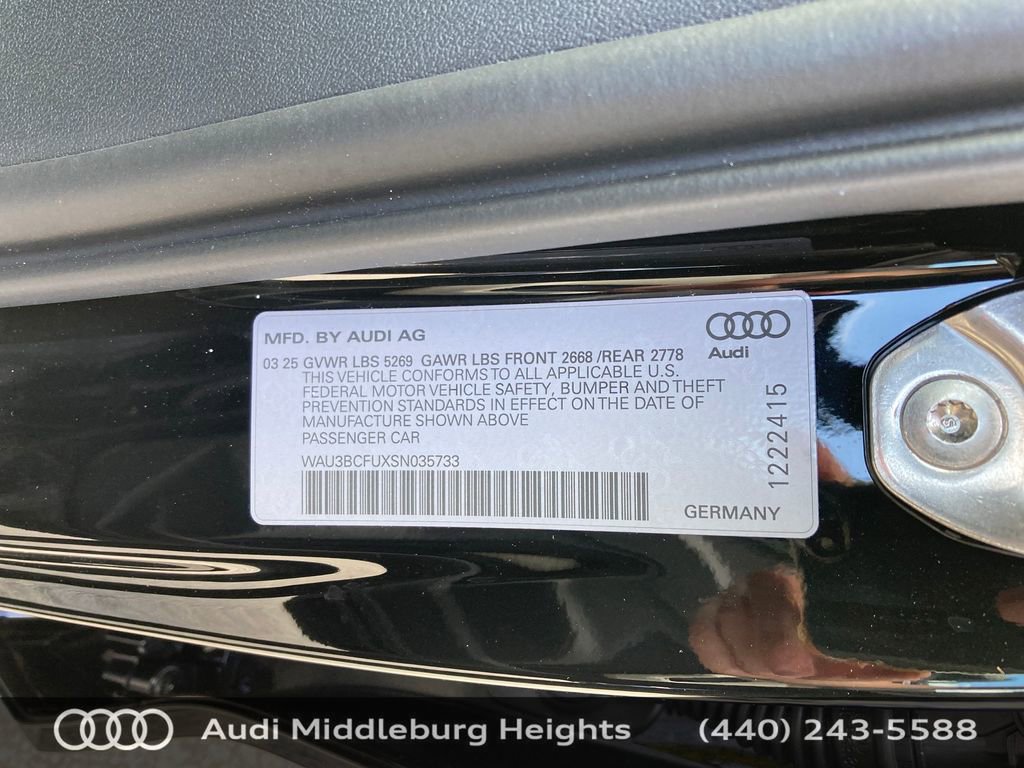 MFD. BY AUDI AG
Audi
03 25 GVWR LBS 5269 GAWR LBS FRONT 2668 /REAR 2778
THIS VEHICLE CONFORMS TO ALL APPLICABLE U.S.
FEDERAL MOTOR VEHICLE SAFETY, BUMPER AND THEFT
PREVENTION STANDARDS IN EFFECT ON THE DATE OF
MANUFACTURE SHOWN ABOVE
PASSENGER CAR
WAU3BCFUXSN035733
1222415
GERMANY
Audi Middleburg Heights (440) 243-5588